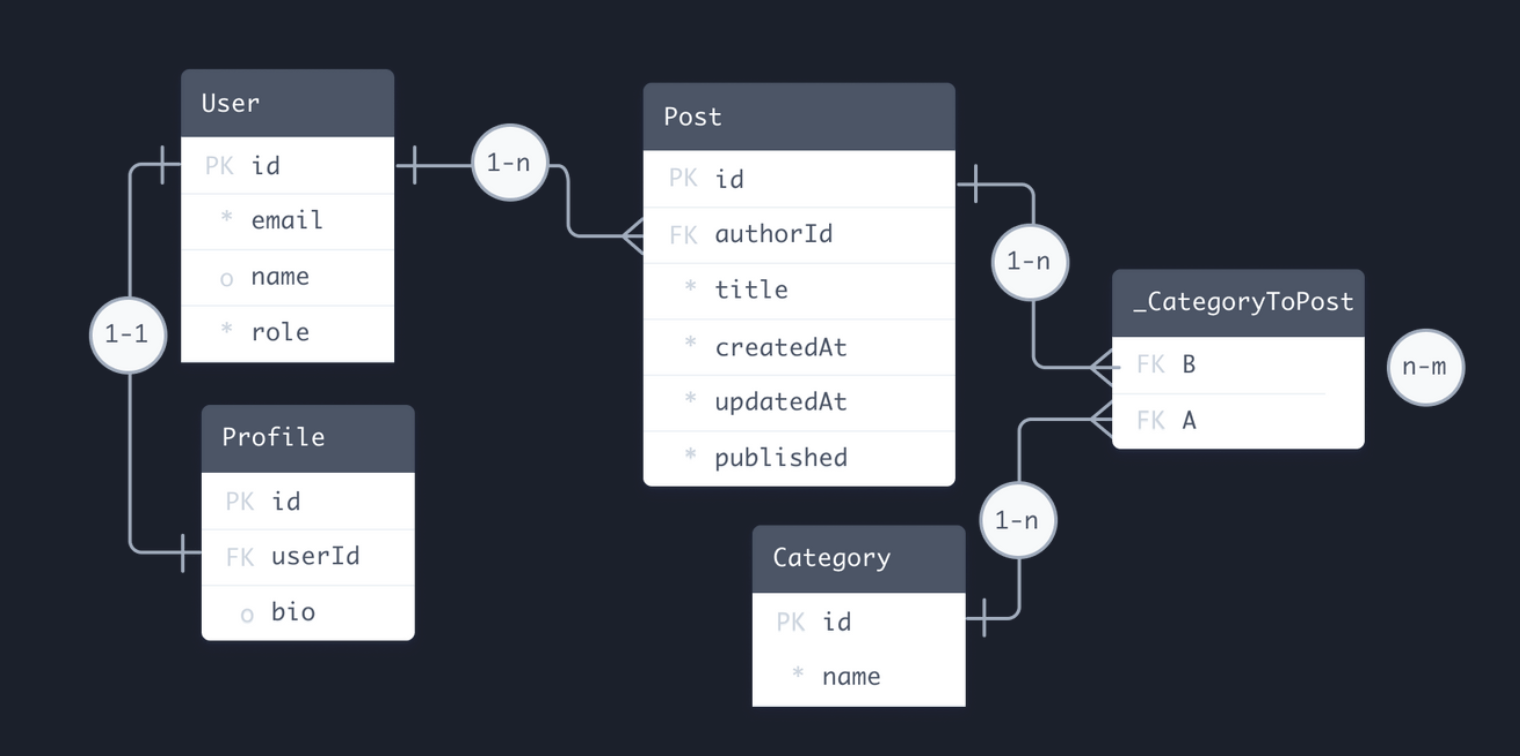 User
PK id
* email
o name
* role
1-1
Profile
PK id
FK userId
o bio
1-n
Post
PK id
FK authorId
* title
* createdAt
* updatedAt
* published
1-n
_CategoryToPost
FK B
FK A
n-m
1-n
Category
PK id
* name